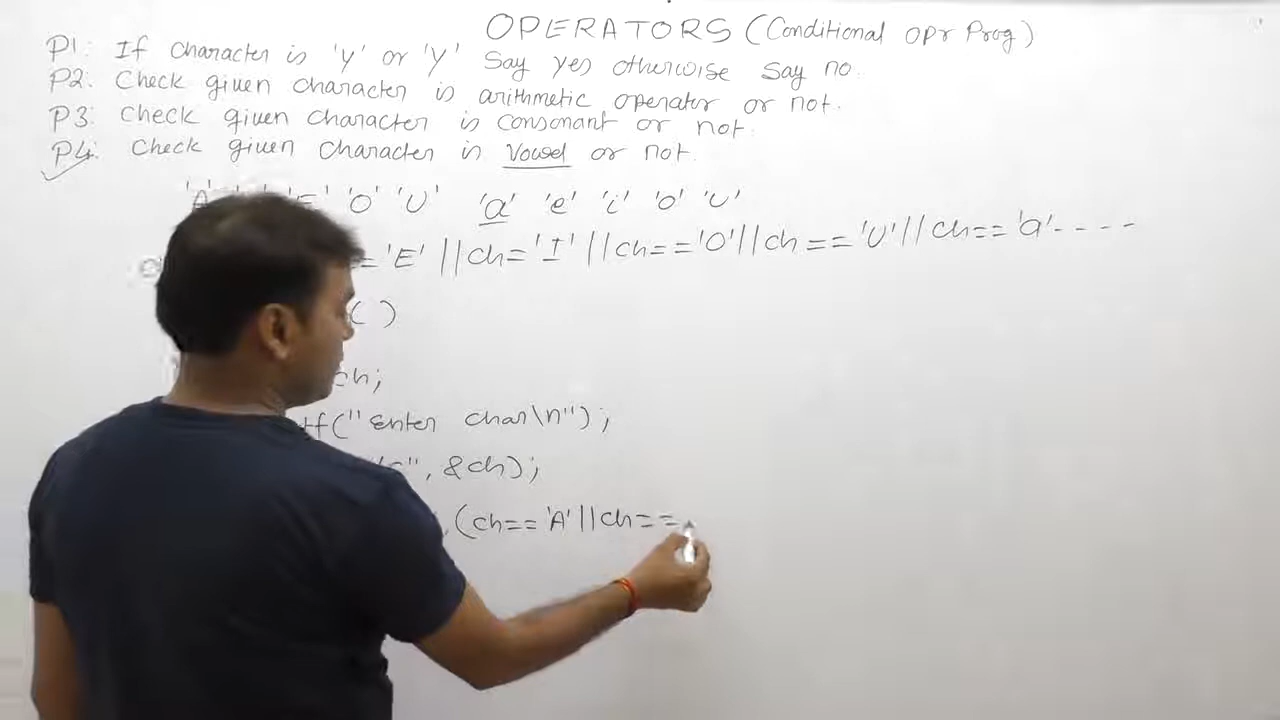 OPERATORS (Conditional opr Prog)
P1: If character is 'y' or 'Y' Say yes otherwise Say no.
P2: Check given character is arithmetic operator or not.
P3: Check given character is consonant or not.
P4: Check given character is Vowel or not.
'A' 'O' 'U' 'a' 'e' 'i' 'o' 'u'
='E' ||ch='I' ||ch=='O'||ch=='U'||ch=='a'----
( )
ch;
tf("Enter char\n");
c", &ch);
(ch=='A'||ch==